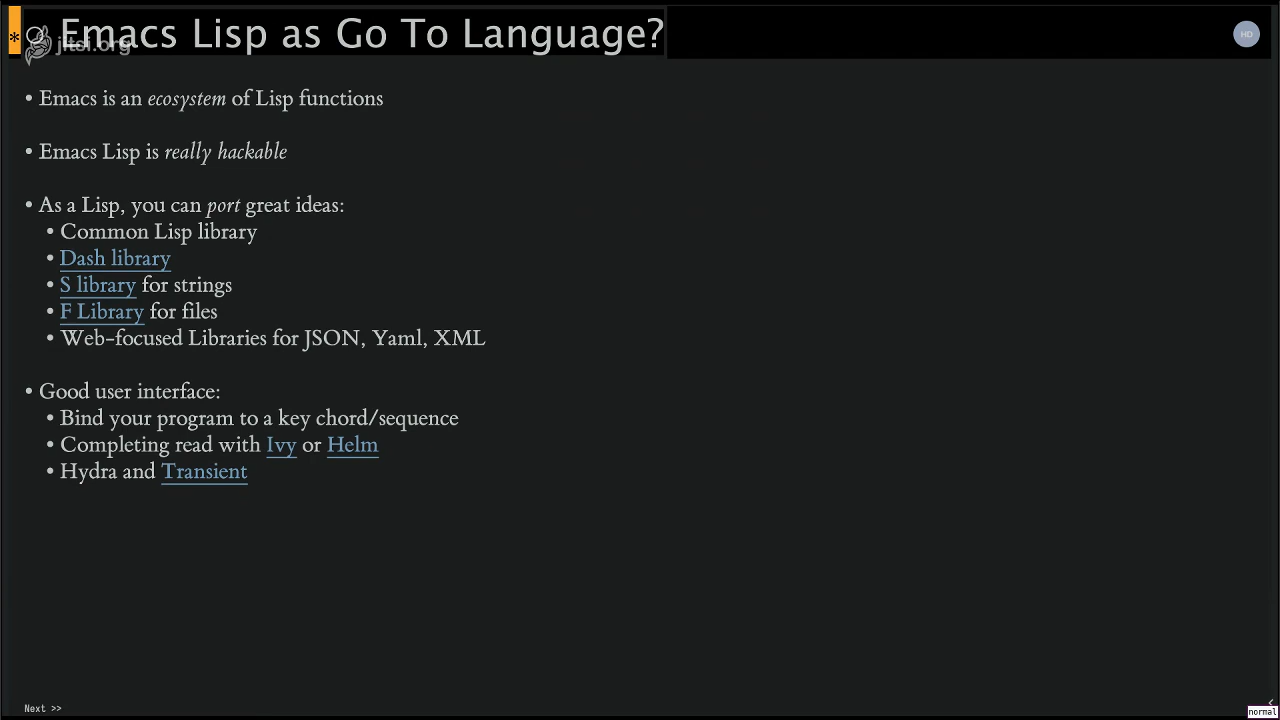 * Emacs Lisp as Go To Language?
jitsi.org
HD
• Emacs is an ecosystem of Lisp functions
• Emacs Lisp is really hackable
• As a Lisp, you can port great ideas:
• Common Lisp library
• Dash library
• S library for strings
• F Library for files
• Web-focused Libraries for JSON, Yaml, XML
• Good user interface:
• Bind your program to a key chord/sequence
• Completing read with Ivy or Helm
• Hydra and Transient
Next >>
normal